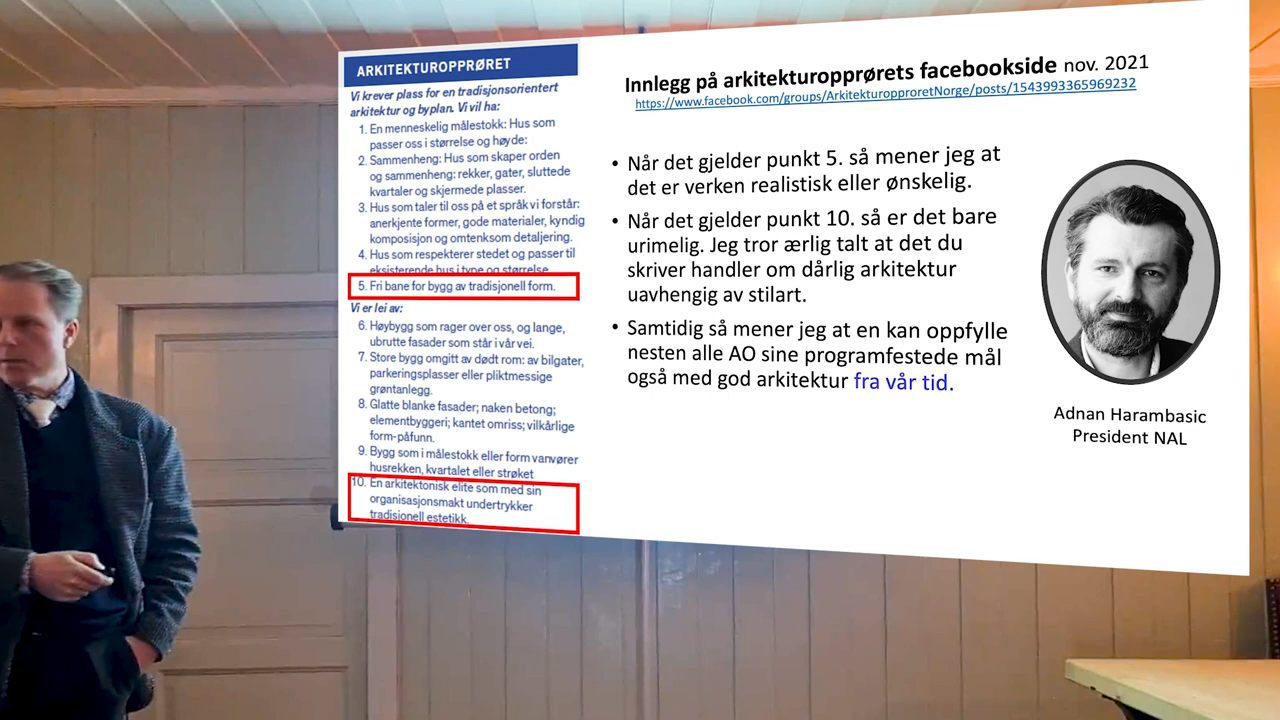 ARKITEKTUROPPRØRET
Vi krever plass for en tradisjonsorientert
arkitektur og byplan. Vi vil ha:
1. En menneskelig målestokk: Hus som
passer oss i størrelse og høyde:
2. Sammenheng: Hus som skaper orden
og sammenheng: rekker, gater, sluttede
kvartaler og skjermede plasser.
3. Hus som taler til oss på et språk vi forstår:
anerkjente former, gode materialer, kyndig
komposisjon og omtenksom detaljering.
4. Hus som respekterer stedet og passer til
eksisterende hus i type og størrelse
5. Fri bane for bygg av tradisjonell form.
Vi er lei av:
6. Høybygg som rager over oss, og lange,
ubrutte fasader som står i vår vei.
7. Store bygg omgitt av dødt rom: av bilgater,
parkeringsplasser eller pliktmessige
grøntanlegg.
8. Glatte blanke fasader; naken betong;
elementbyggeri; kantet omriss; vilkårlige
form-påfunn.
9. Bygg som i målestokk eller form vanvører
husrekken, kvartalet eller strøket
10. En arkitektonisk elite som med sin
organisasjonsmakt undertrykker
tradisjonell estetikk.
Innlegg på arkitekturopprørets facebookside nov. 2021
https://www.facebook.com/groups/ArkitekturopproretNorge/posts/1543993365969232
• Når det gjelder punkt 5. så mener jeg at
det er verken realistisk eller ønskelig.
• Når det gjelder punkt 10. så er det bare
urimelig. Jeg tror ærlig talt at det du
skriver handler om dårlig arkitektur
uavhengig av stilart.
• Samtidig så mener jeg at en kan oppfylle
nesten alle AO sine programfestede mål
også med god arkitektur fra vår tid.
Adnan Harambasic
President NAL